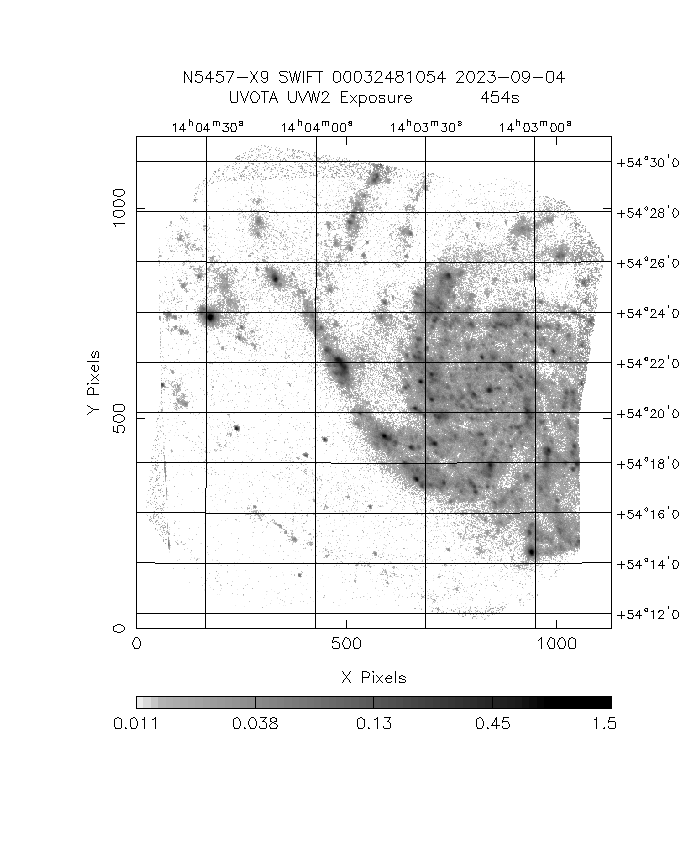 N5457-X9 SWIFT 00032481054 2023-09-04
UVOTA UVW2 Exposure 454s
14ʰ04ᵐ30ˢ 14ʰ04ᵐ00ˢ 14ʰ03ᵐ30ˢ 14ʰ03ᵐ00ˢ
+54°30'0
+54°28'0
+54°26'0
+54°24'0
+54°22'0
+54°20'0
+54°18'0
+54°16'0
+54°14'0
+54°12'0
1000
500
0
Y Pixels
0 500 1000
X Pixels
0.011 0.038 0.13 0.45 1.5